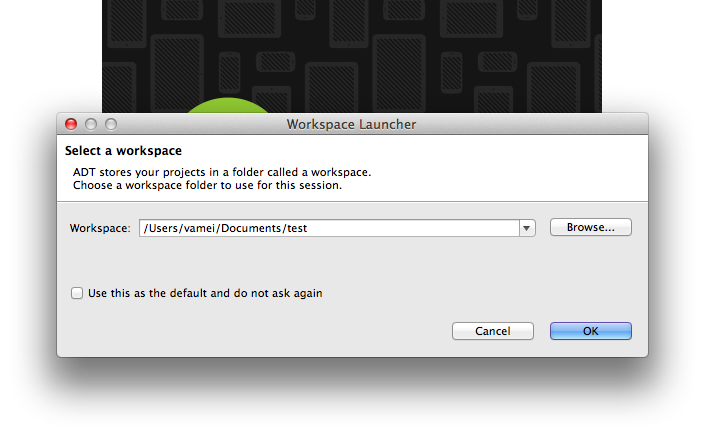 Workspace Launcher
Select a workspace
ADT stores your projects in a folder called a workspace.
Choose a workspace folder to use for this session.
Workspace: /Users/vamei/Documents/test Browse...
Use this as the default and do not ask again
Cancel OK